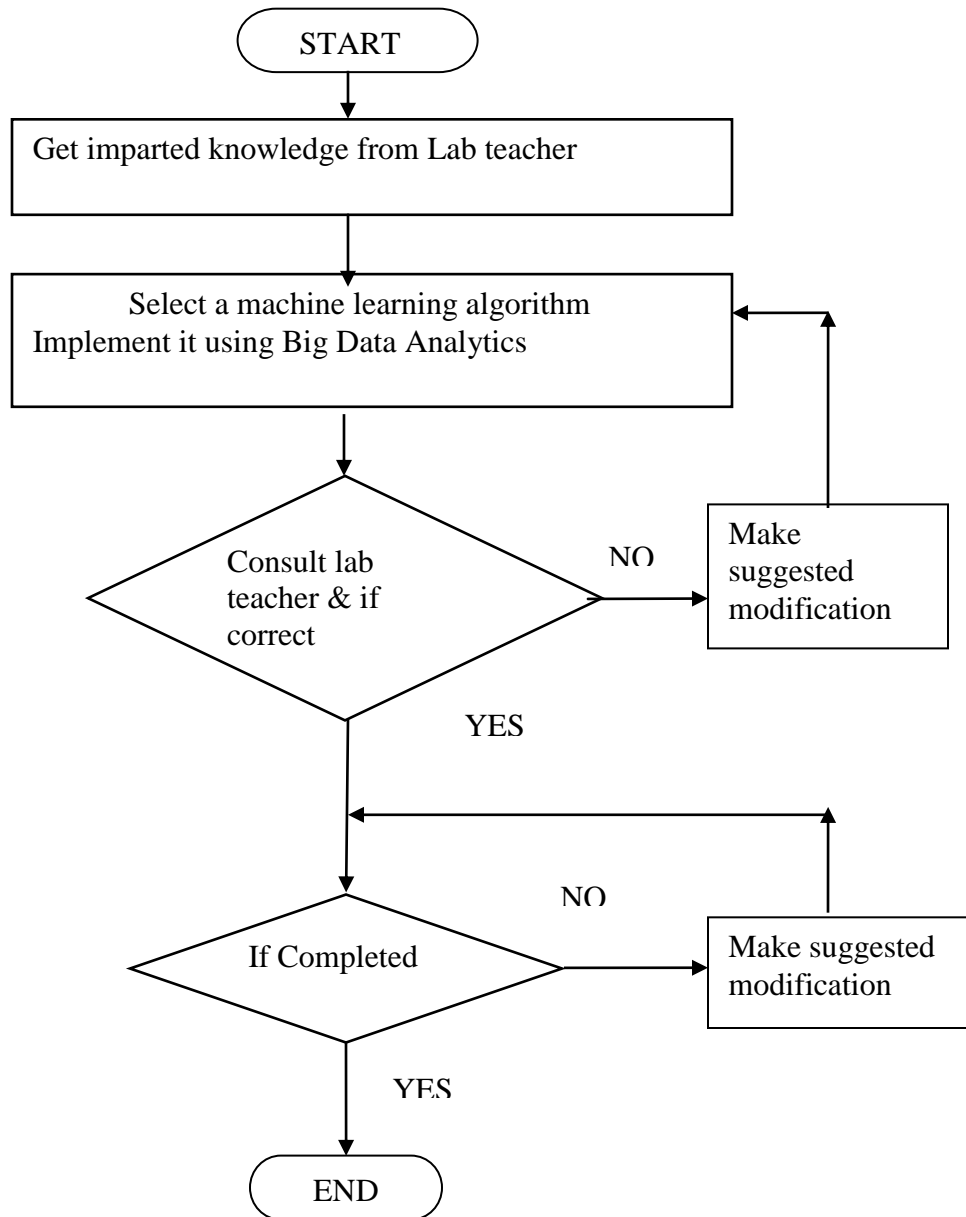 START
Get imparted knowledge from Lab teacher
Select a machine learning algorithm
Implement it using Big Data Analytics
Consult lab
teacher & if
correct
NO
Make
suggested
modification
YES
NO
If Completed
Make suggested
modification
YES
END